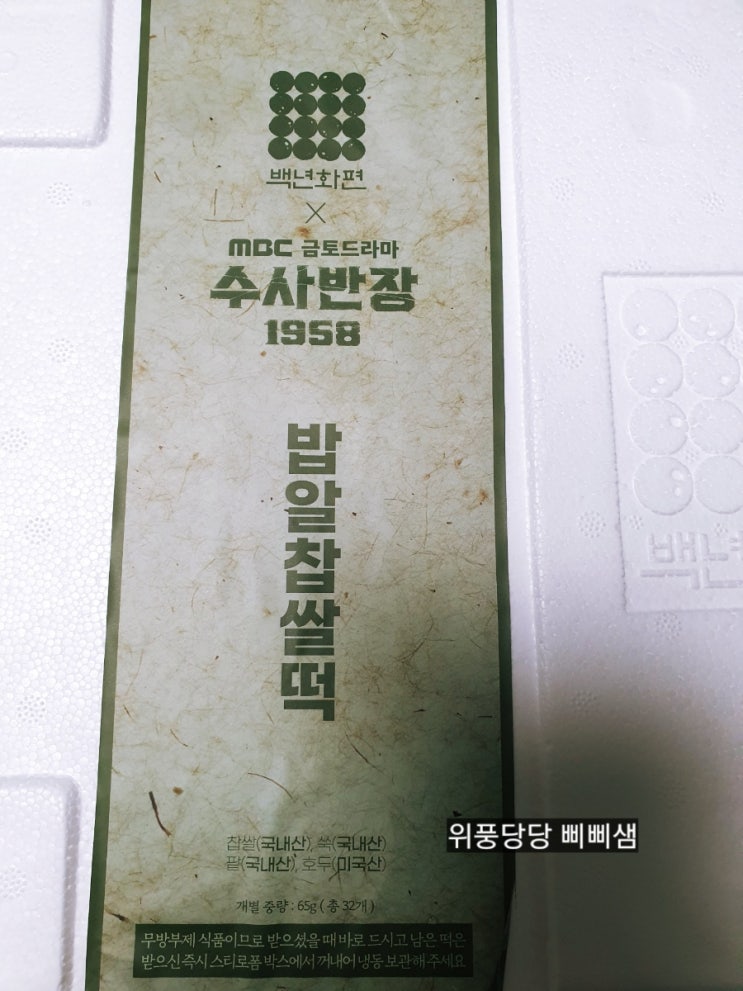 백년화편
X
MBC 금토드라마
수사반장
1958
밥알찹쌀떡
찹쌀(국내산), 쑥(국내산)
팥(국내산), 호두(미국산)
개별 중량 : 65g ( 총 32개 )
무방부제 식품이므로 받으셨을 때 바로 드시고 남은 떡은
받으신 즉시 스티로폼 박스에서 꺼내어 냉동 보관해 주세요
위풍당당 삐삐샘
백년